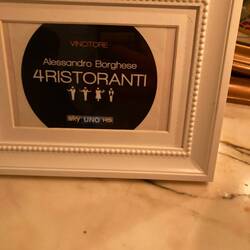 VINCITORE
Alessandro Borghese
4RISTORANTI
sky UNO HD